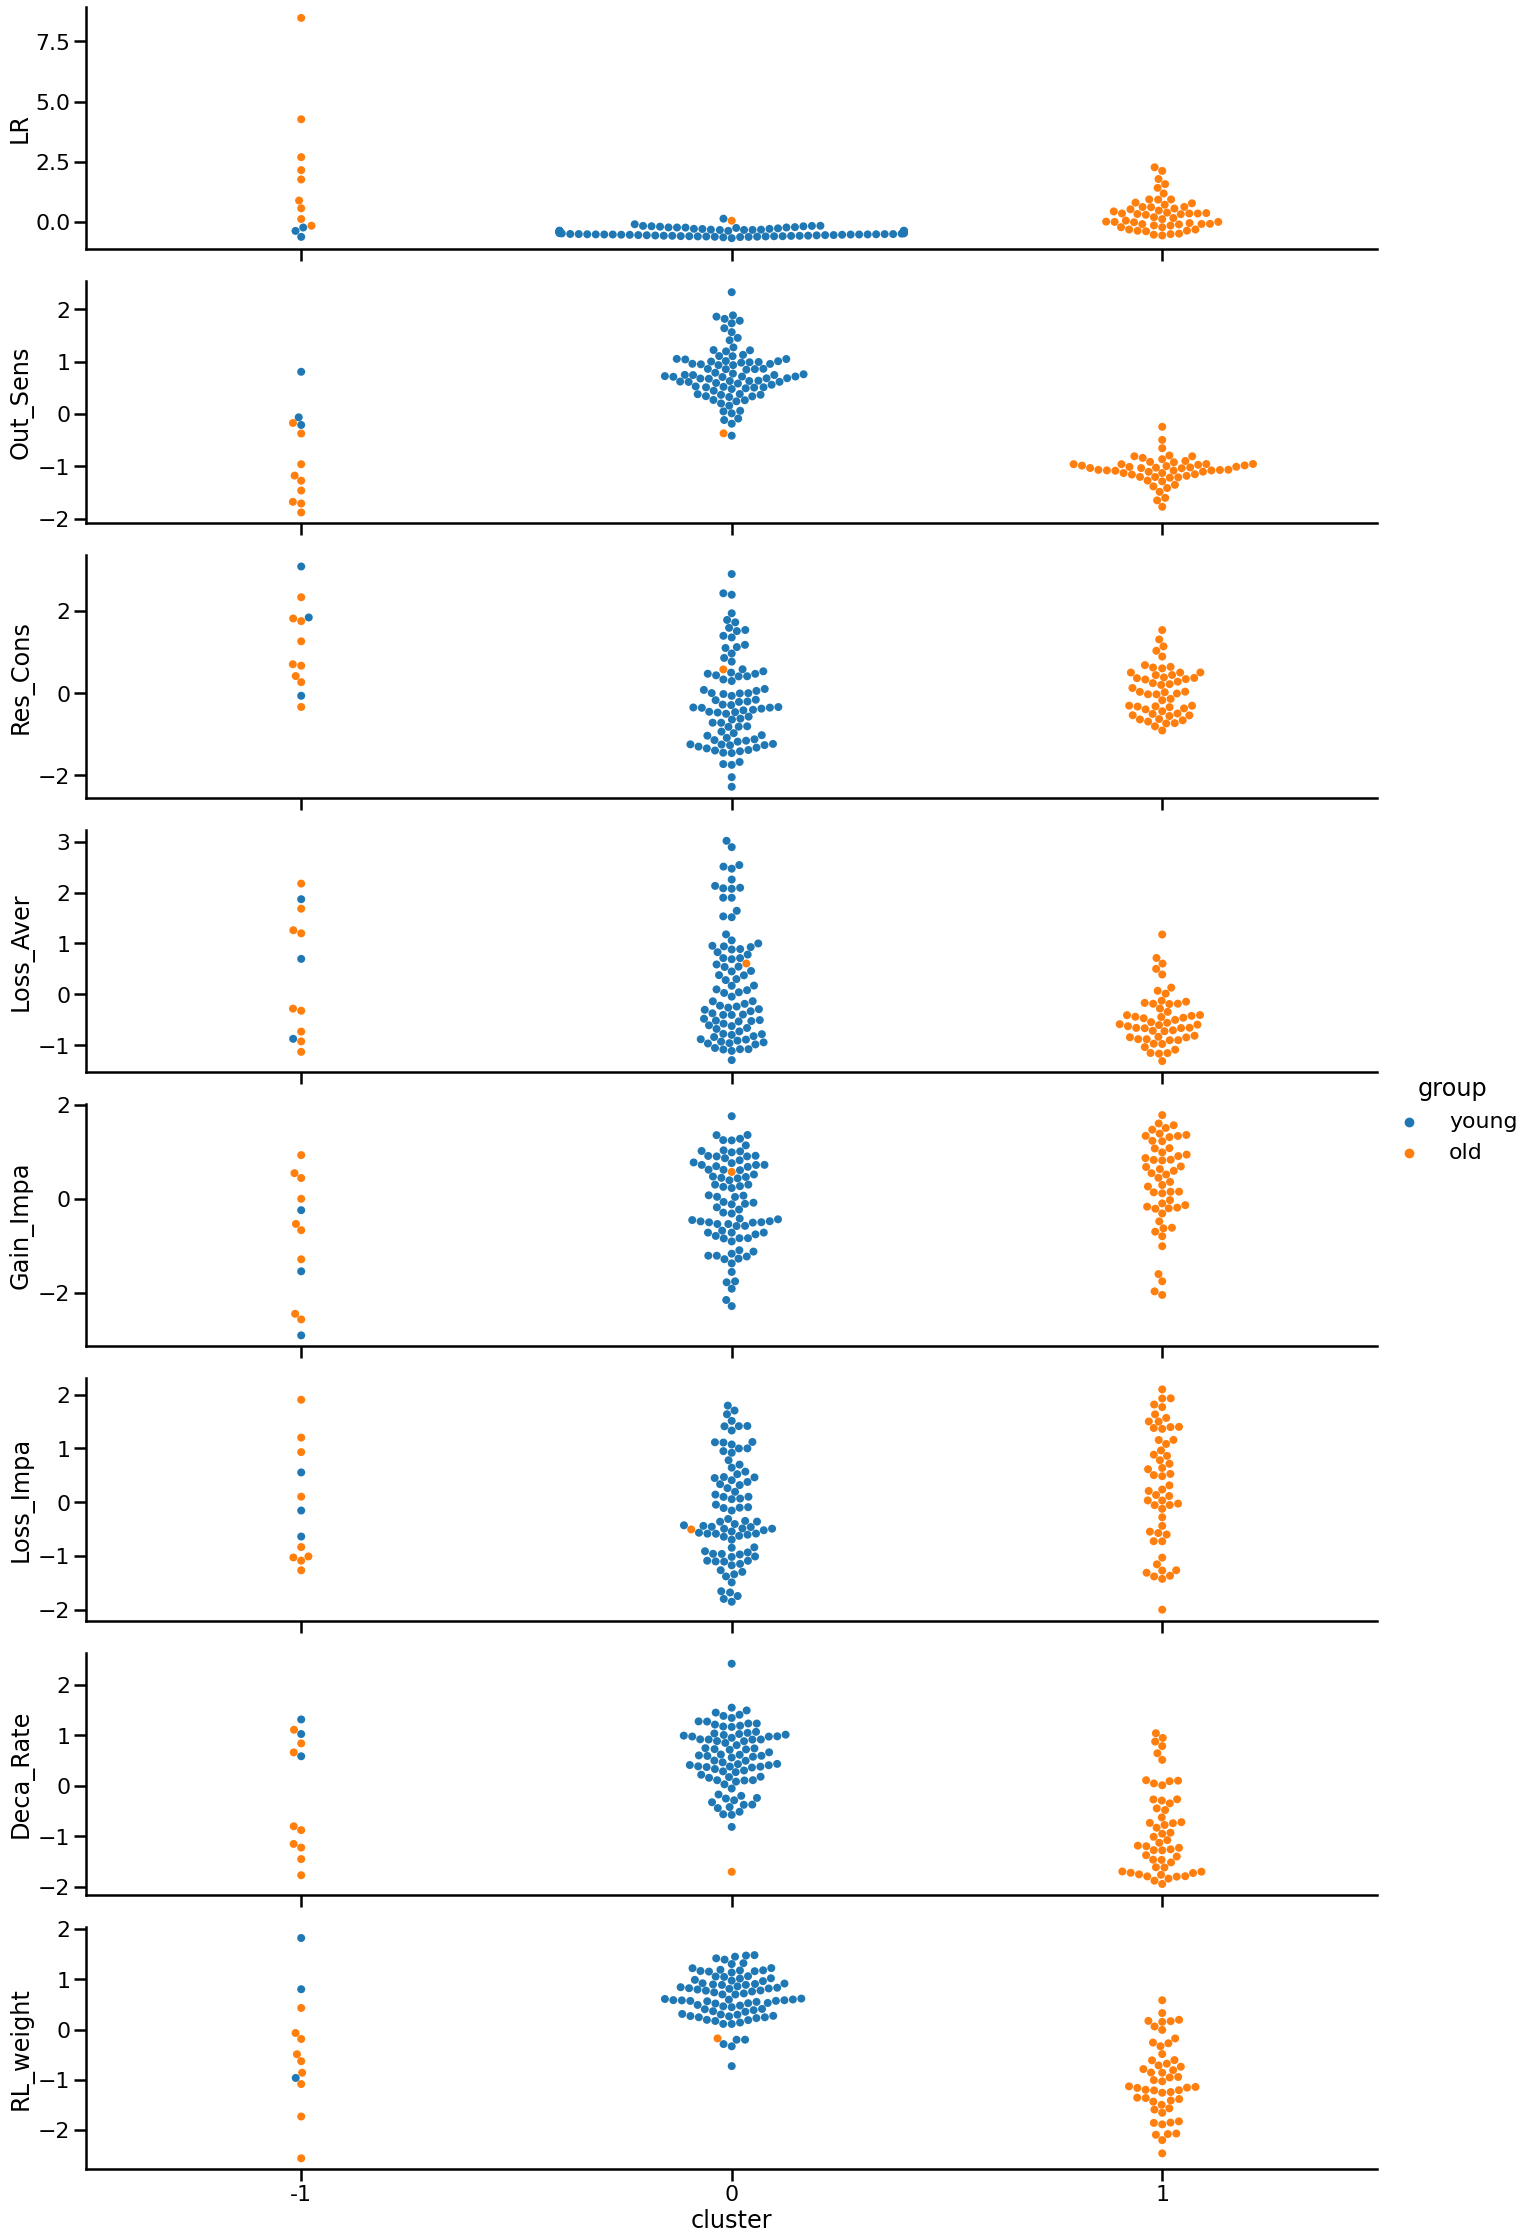 7.5
5.0
2.5
0.0
LR
2
1
0
−1
−2
Out_Sens
2
0
−2
Res_Cons
3
2
1
0
−1
Loss_Aver
2
0
−2
Gain_Impa
group
young
old
2
1
0
−1
−2
Loss_Impa
2
1
0
−1
−2
Deca_Rate
2
1
0
−1
−2
RL_weight
-1 0 1
cluster